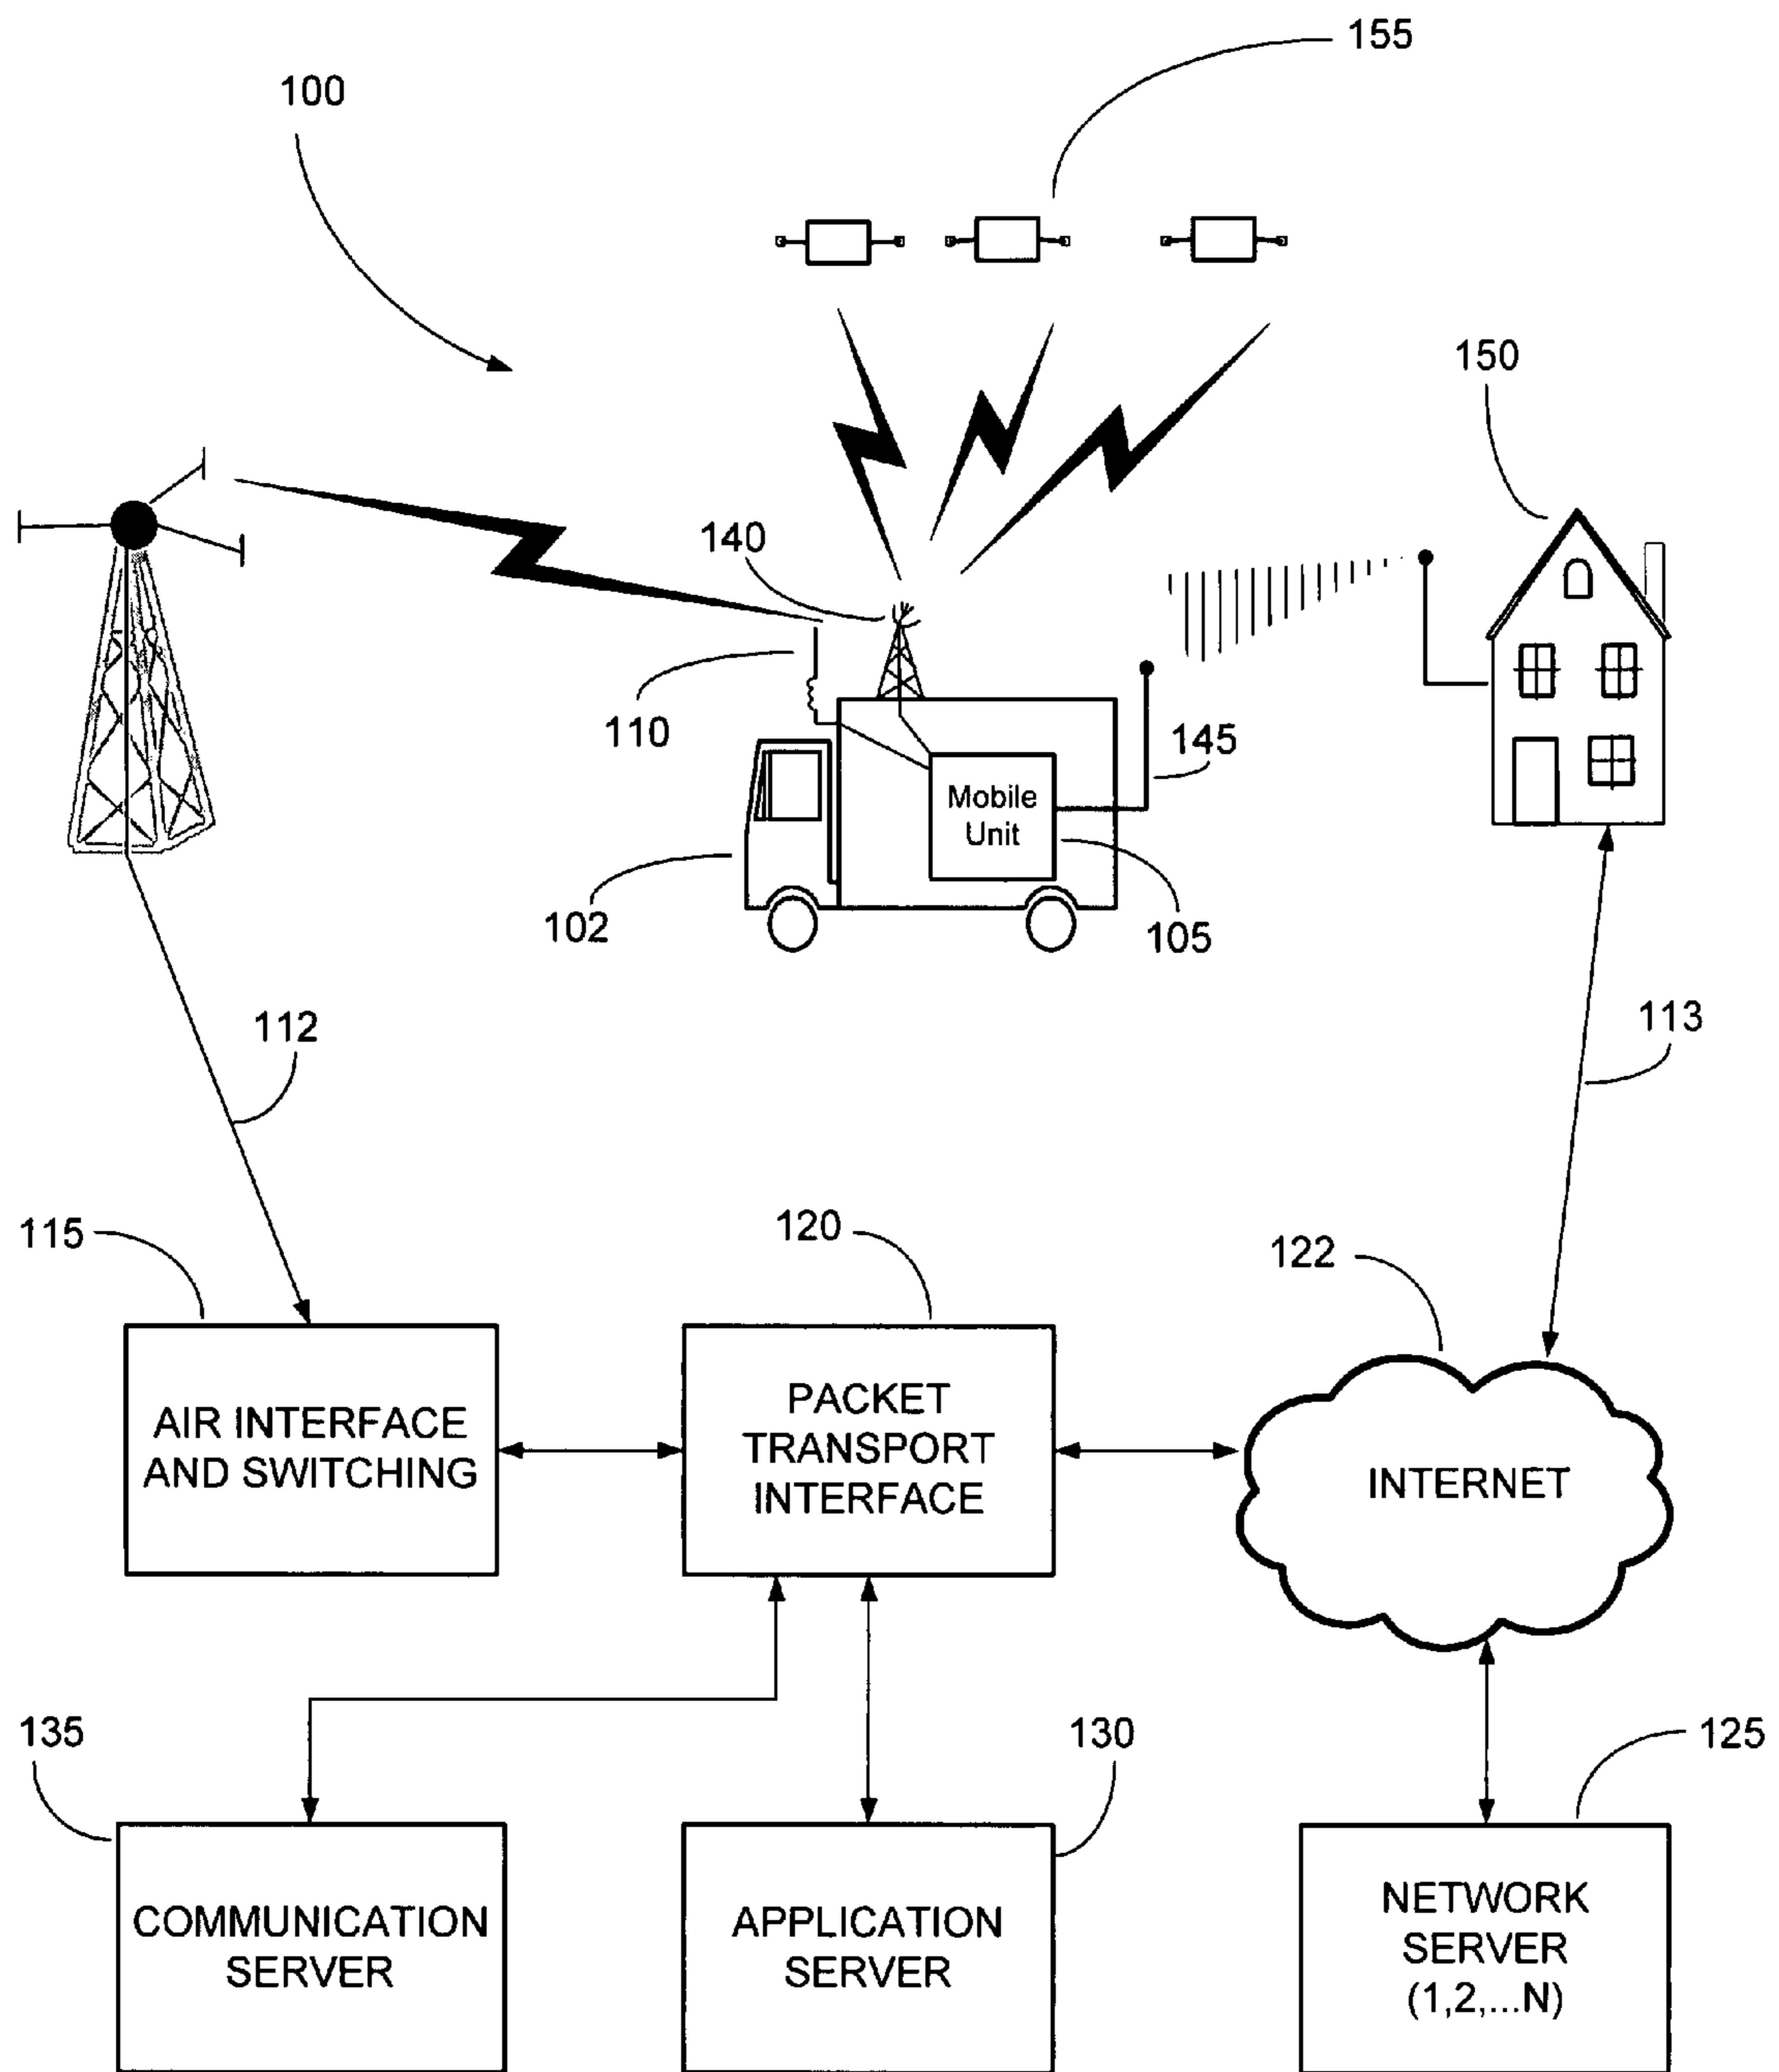 155
100
150
140
110
145
Mobile
Unit
102
105
112
113
115
120
122
AIR INTERFACE
AND SWITCHING
PACKET
TRANSPORT
INTERFACE
INTERNET
135
130
125
COMMUNICATION
SERVER
APPLICATION
SERVER
NETWORK
SERVER
(1,2,...N)